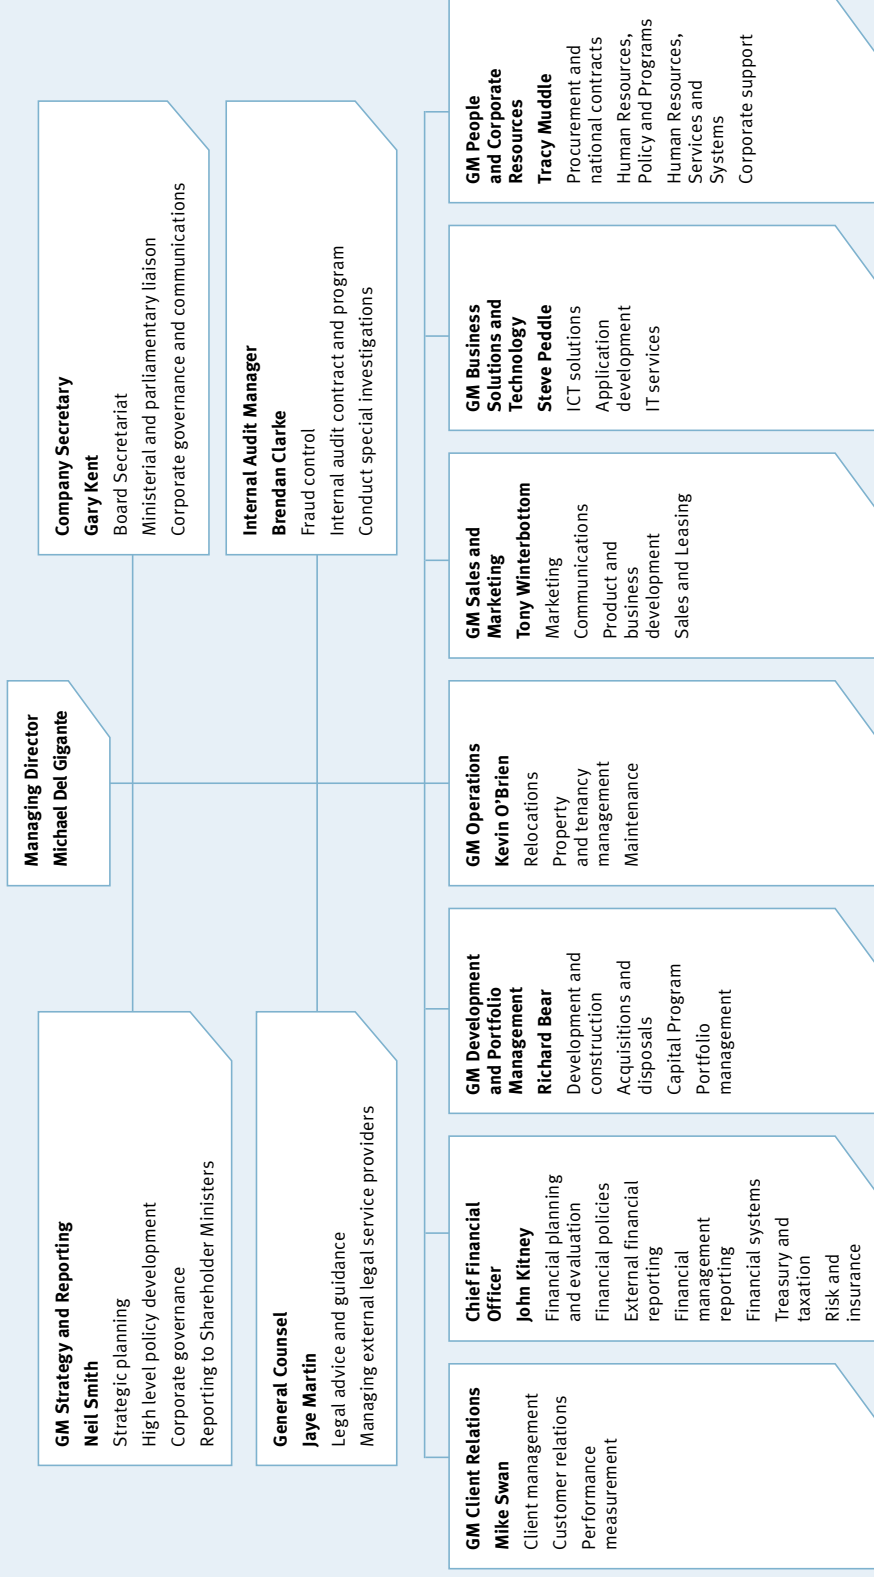 Managing Director
Michael Del Gigante
GM Strategy and Reporting
Neil Smith
Strategic planning
High level policy development
Corporate governance
Reporting to Shareholder Ministers
Company Secretary
Gary Kent
Board Secretariat
Ministerial and parliamentary liaison
Corporate governance and communications
General Counsel
Jaye Martin
Legal advice and guidance
Managing external legal service providers
Internal Audit Manager
Brendan Clarke
Fraud control
Internal audit contract and program
Conduct special investigations
GM Client Relations
Mike Swan
Client management
Customer relations
Performance
measurement
Chief Financial
Officer
John Kitney
Financial planning
and evaluation
Financial policies
External financial
reporting
Financial
management
reporting
Financial systems
Treasury and
taxation
Risk and
insurance
GM Development
and Portfolio
Management
Richard Bear
Development and
construction
Acquisitions and
disposals
Capital Program
Portfolio
management
GM Operations
Kevin O’Brien
Relocations
Property
and tenancy
management
Maintenance
GM Sales and
Marketing
Tony Winterbottom
Marketing
Communications
Product and
business
development
Sales and Leasing
GM Business
Solutions and
Technology
Steve Peddle
ICT solutions
Application
development
IT services
GM People
and Corporate
Resources
Tracy Muddle
Procurement and
national contracts
Human Resources,
Policy and Programs
Human Resources,
Services and
Systems
Corporate support